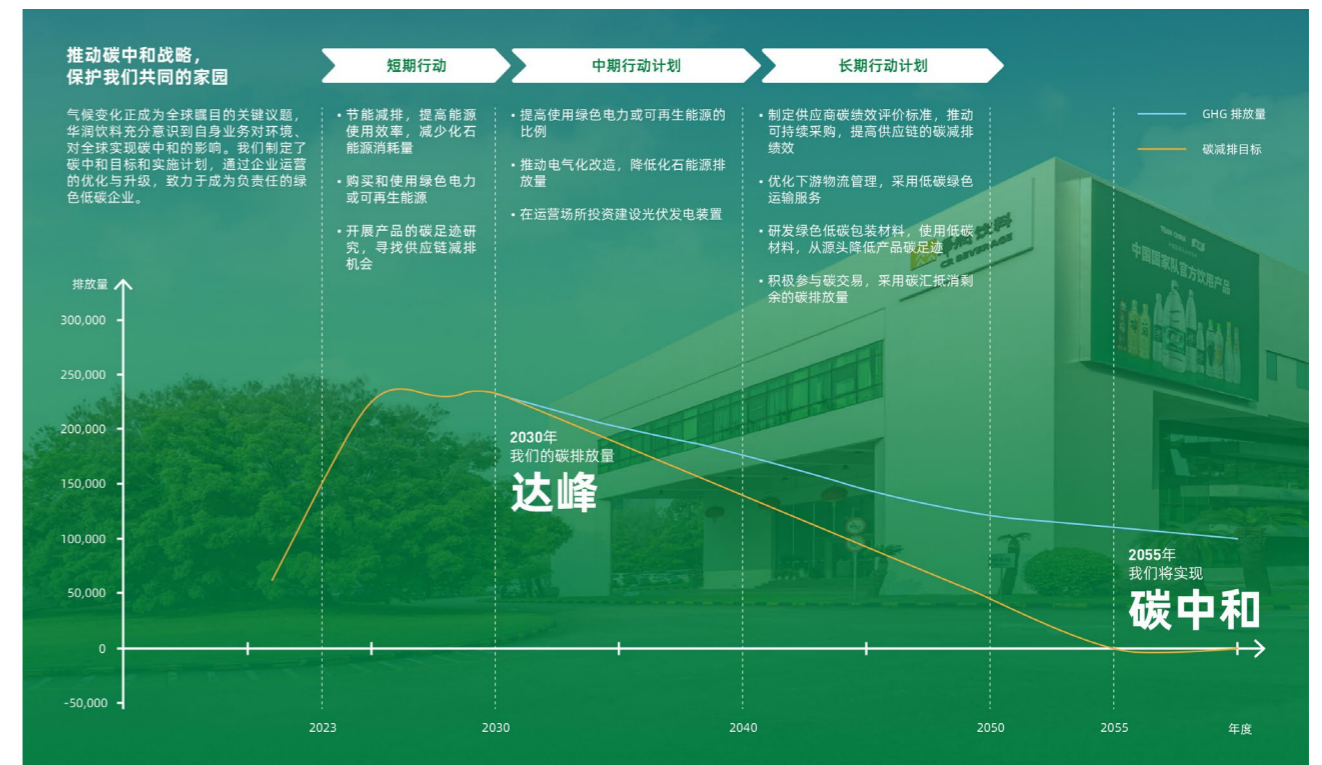 推动碳中和战略，
保护我们共同的家园
气候变化正成为全球瞩目的关键议题，
华润饮料充分意识到自身业务对环境、
对全球实现碳中和的影响。我们制定了
碳中和目标和实施计划，通过企业运营
的优化与升级，致力于成为负责任的绿
色低碳企业。
短期行动
• 节能减排，提高能源
使用效率，减少化石
能源消耗量
• 购买和使用绿色电力
或可再生能源
• 开展产品的碳足迹研
究，寻找供应链减排
机会
中期行动计划
• 提高使用绿色电力或可再生能源的
比例
• 推动电气化改造，降低化石能源排
放量
• 在运营场所投资建设光伏发电装置
长期行动计划
• 制定供应商碳绩效评价标准，推动
可持续采购，提高供应链的碳减排
绩效
• 优化下游物流管理，采用低碳绿色
运输服务
• 研发绿色低碳包装材料，使用低碳
材料，从源头降低产品碳足迹
• 积极参与碳交易，采用碳汇抵消剩
余的碳排放量
GHG 排放量
碳减排目标
CR BEVERAGE
TEAM CHINA
中国国家队官方饮用产品
排放量
300,000
250,000
200,000
150,000
100,000
50,000
0
-50,000
2030年
我们的碳排放量
达峰
2055年
我们将实现
碳中和
2023
2030
2040
2050
2055
年度